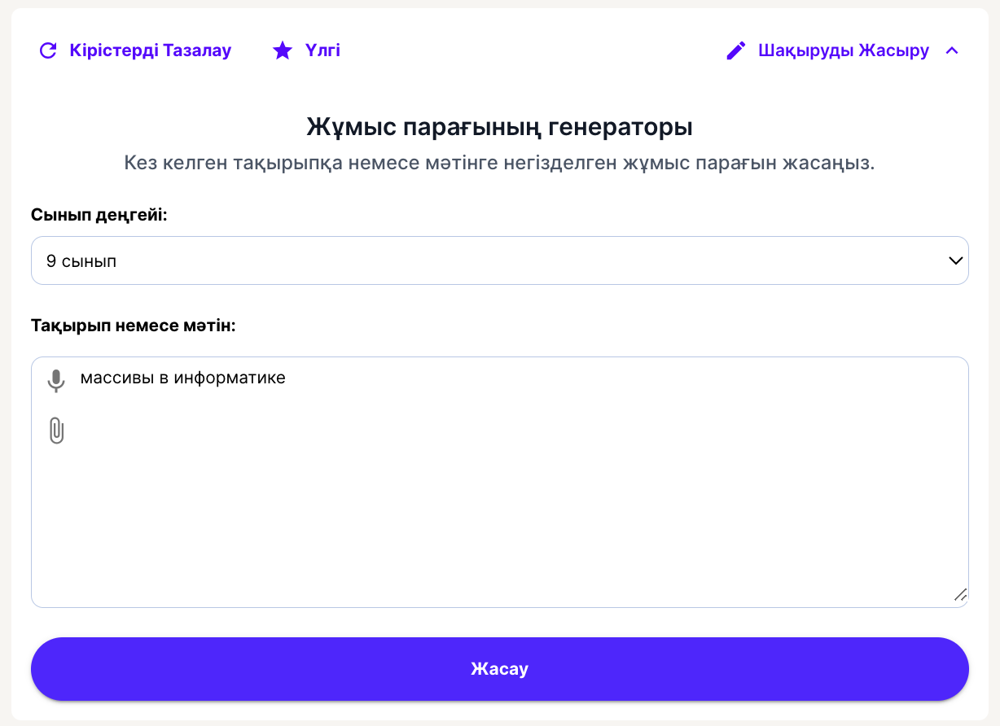 Кірістерді Тазалау
Үлгі
Шақыруды Жасыру
Жұмыс парағының генераторы
Кез келген тақырыпқа немесе мәтінге негізделген жұмыс парағын жасаңыз.
Сынып деңгейі:
9 сынып
Тақырып немесе мәтін:
массивы в информатике
Жасау